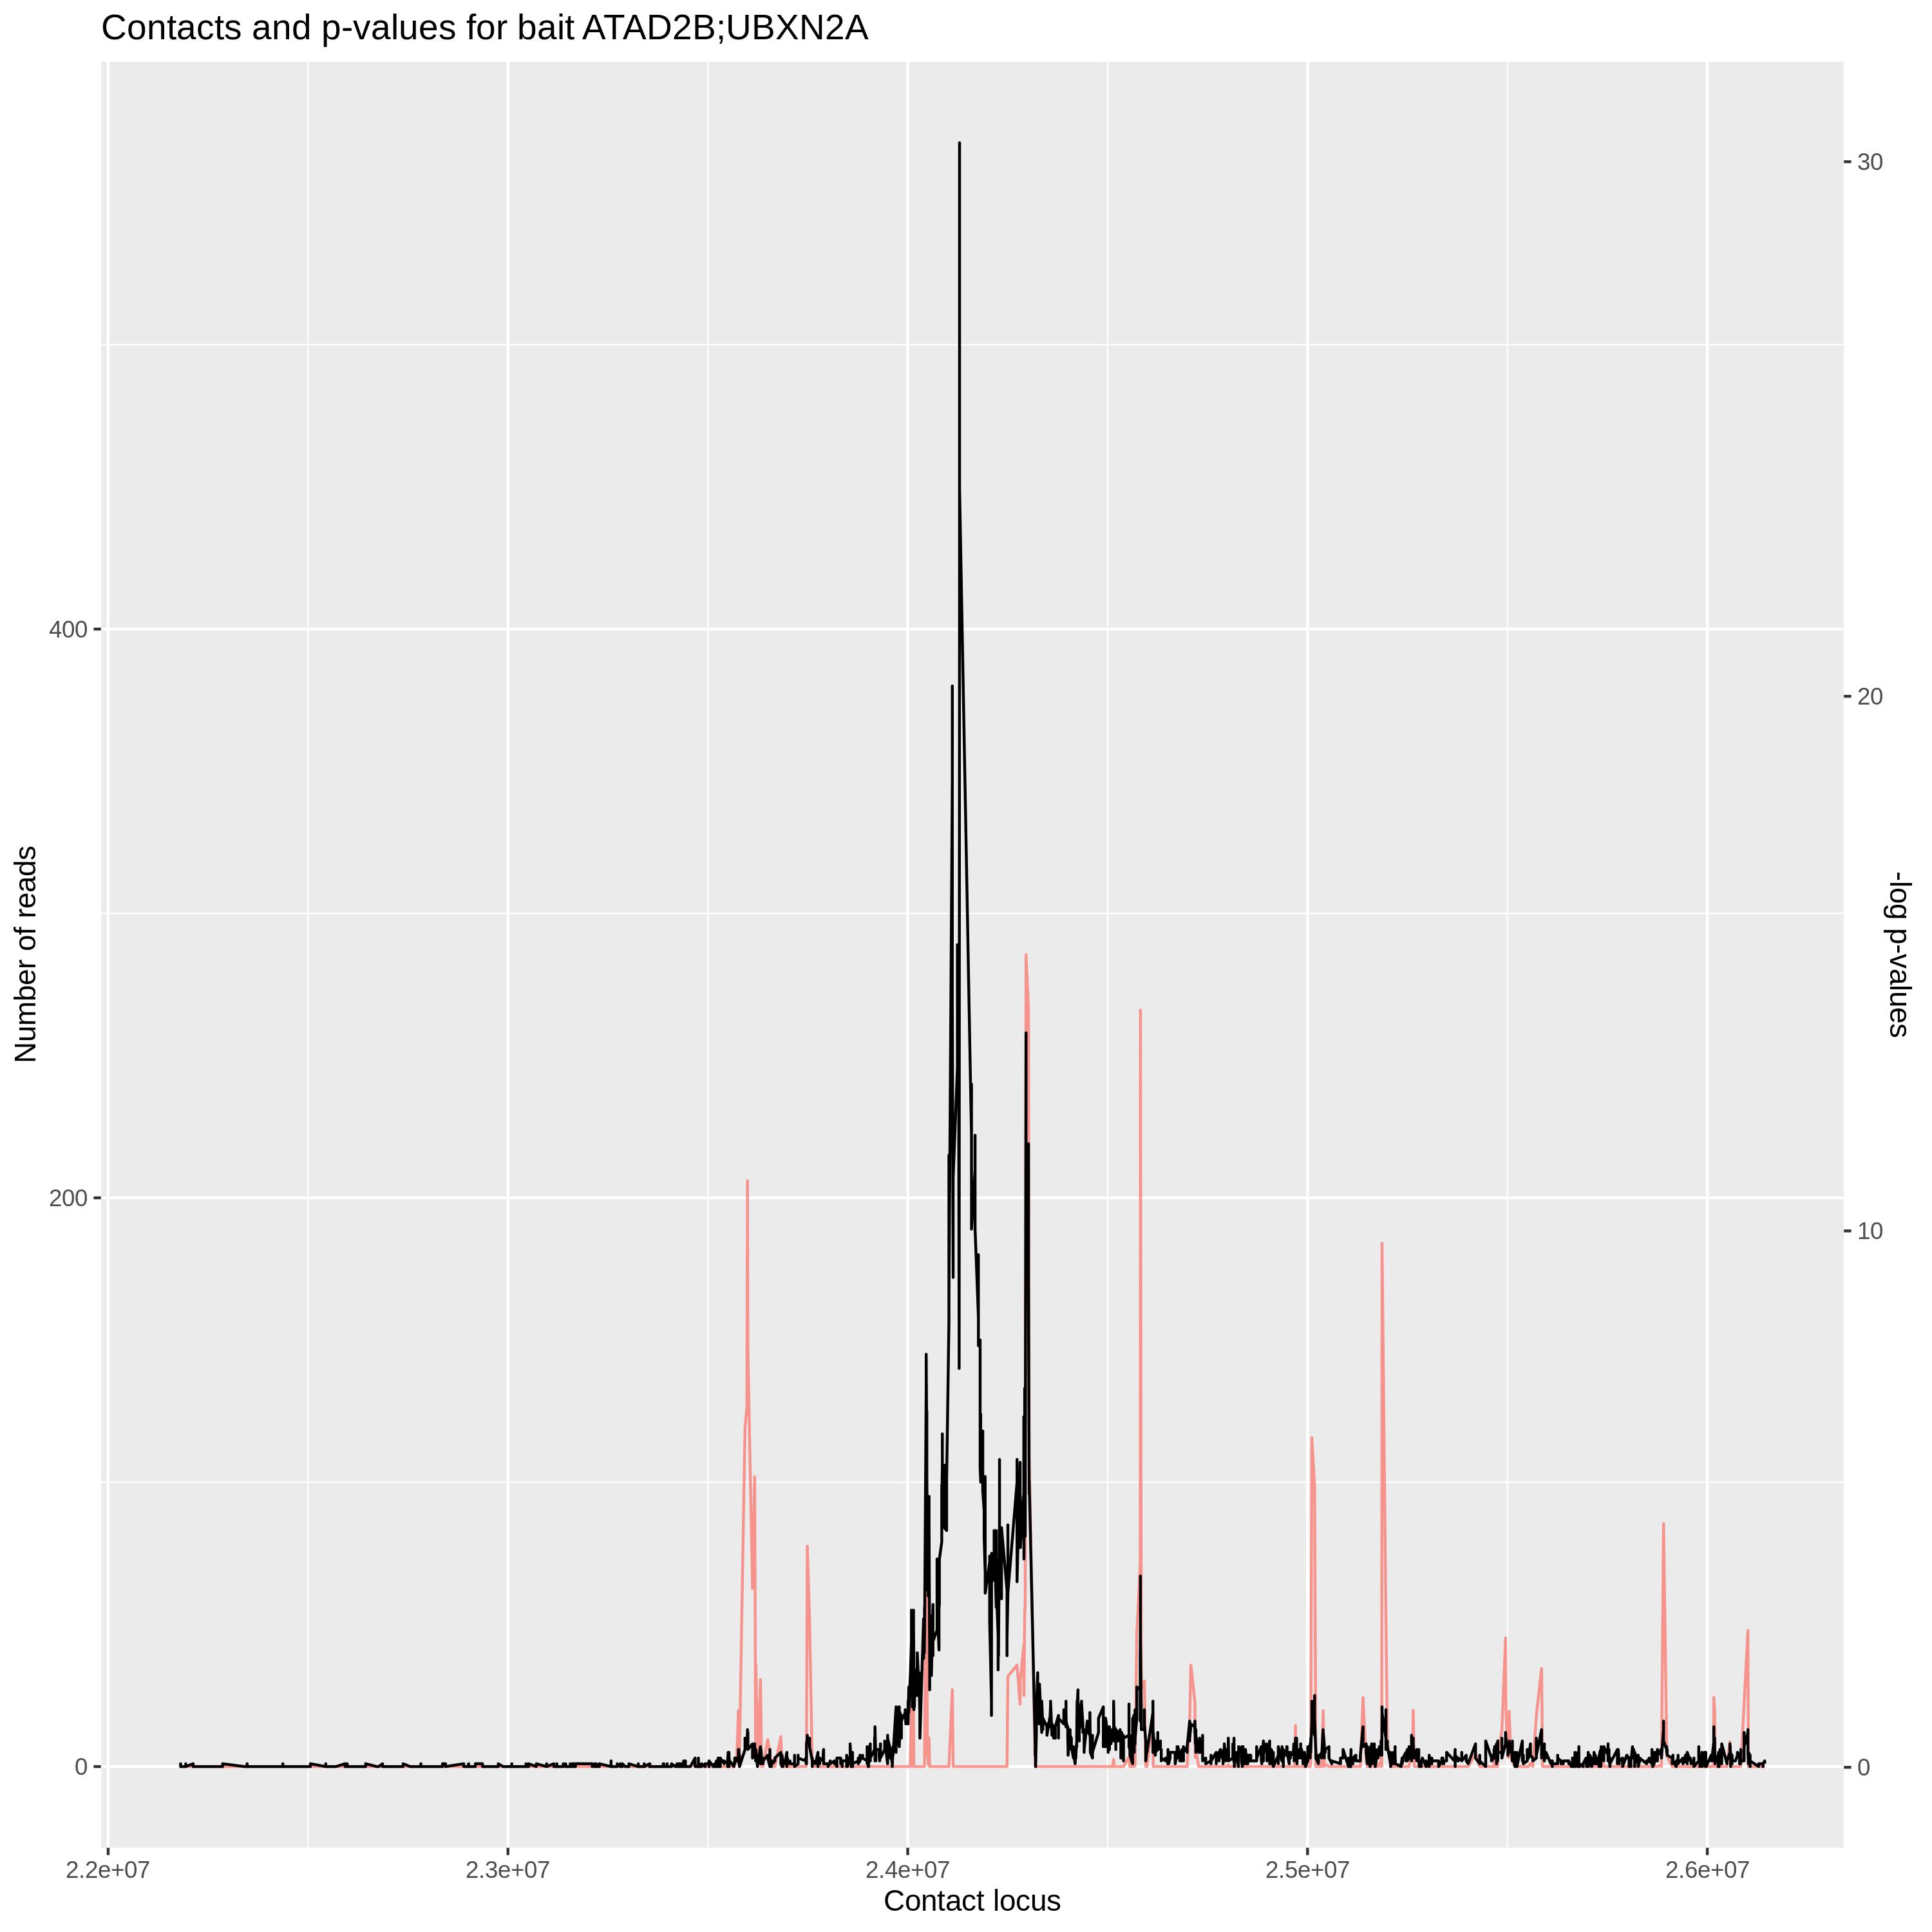 Contacts and p-values for bait ATAD2B;UBXN2A
Number of reads
400
200
0
30
20
10
0
-log p-values
2.2e+07
2.3e+07
2.4e+07
2.5e+07
2.6e+07
Contact locus